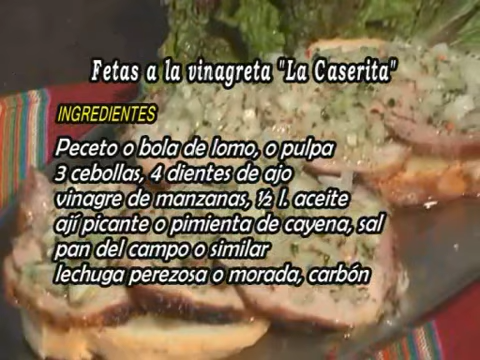 Fetas a la vinagreta "La Caserita"
INGREDIENTES
Peceto o bola de lomo, o pulpa
3 cebollas, 4 dientes de ajo
vinagre de manzanas, ½ l. aceite
ají picante o pimienta de cayena, sal
pan del campo o similar
lechuga perezosa o morada, carbón